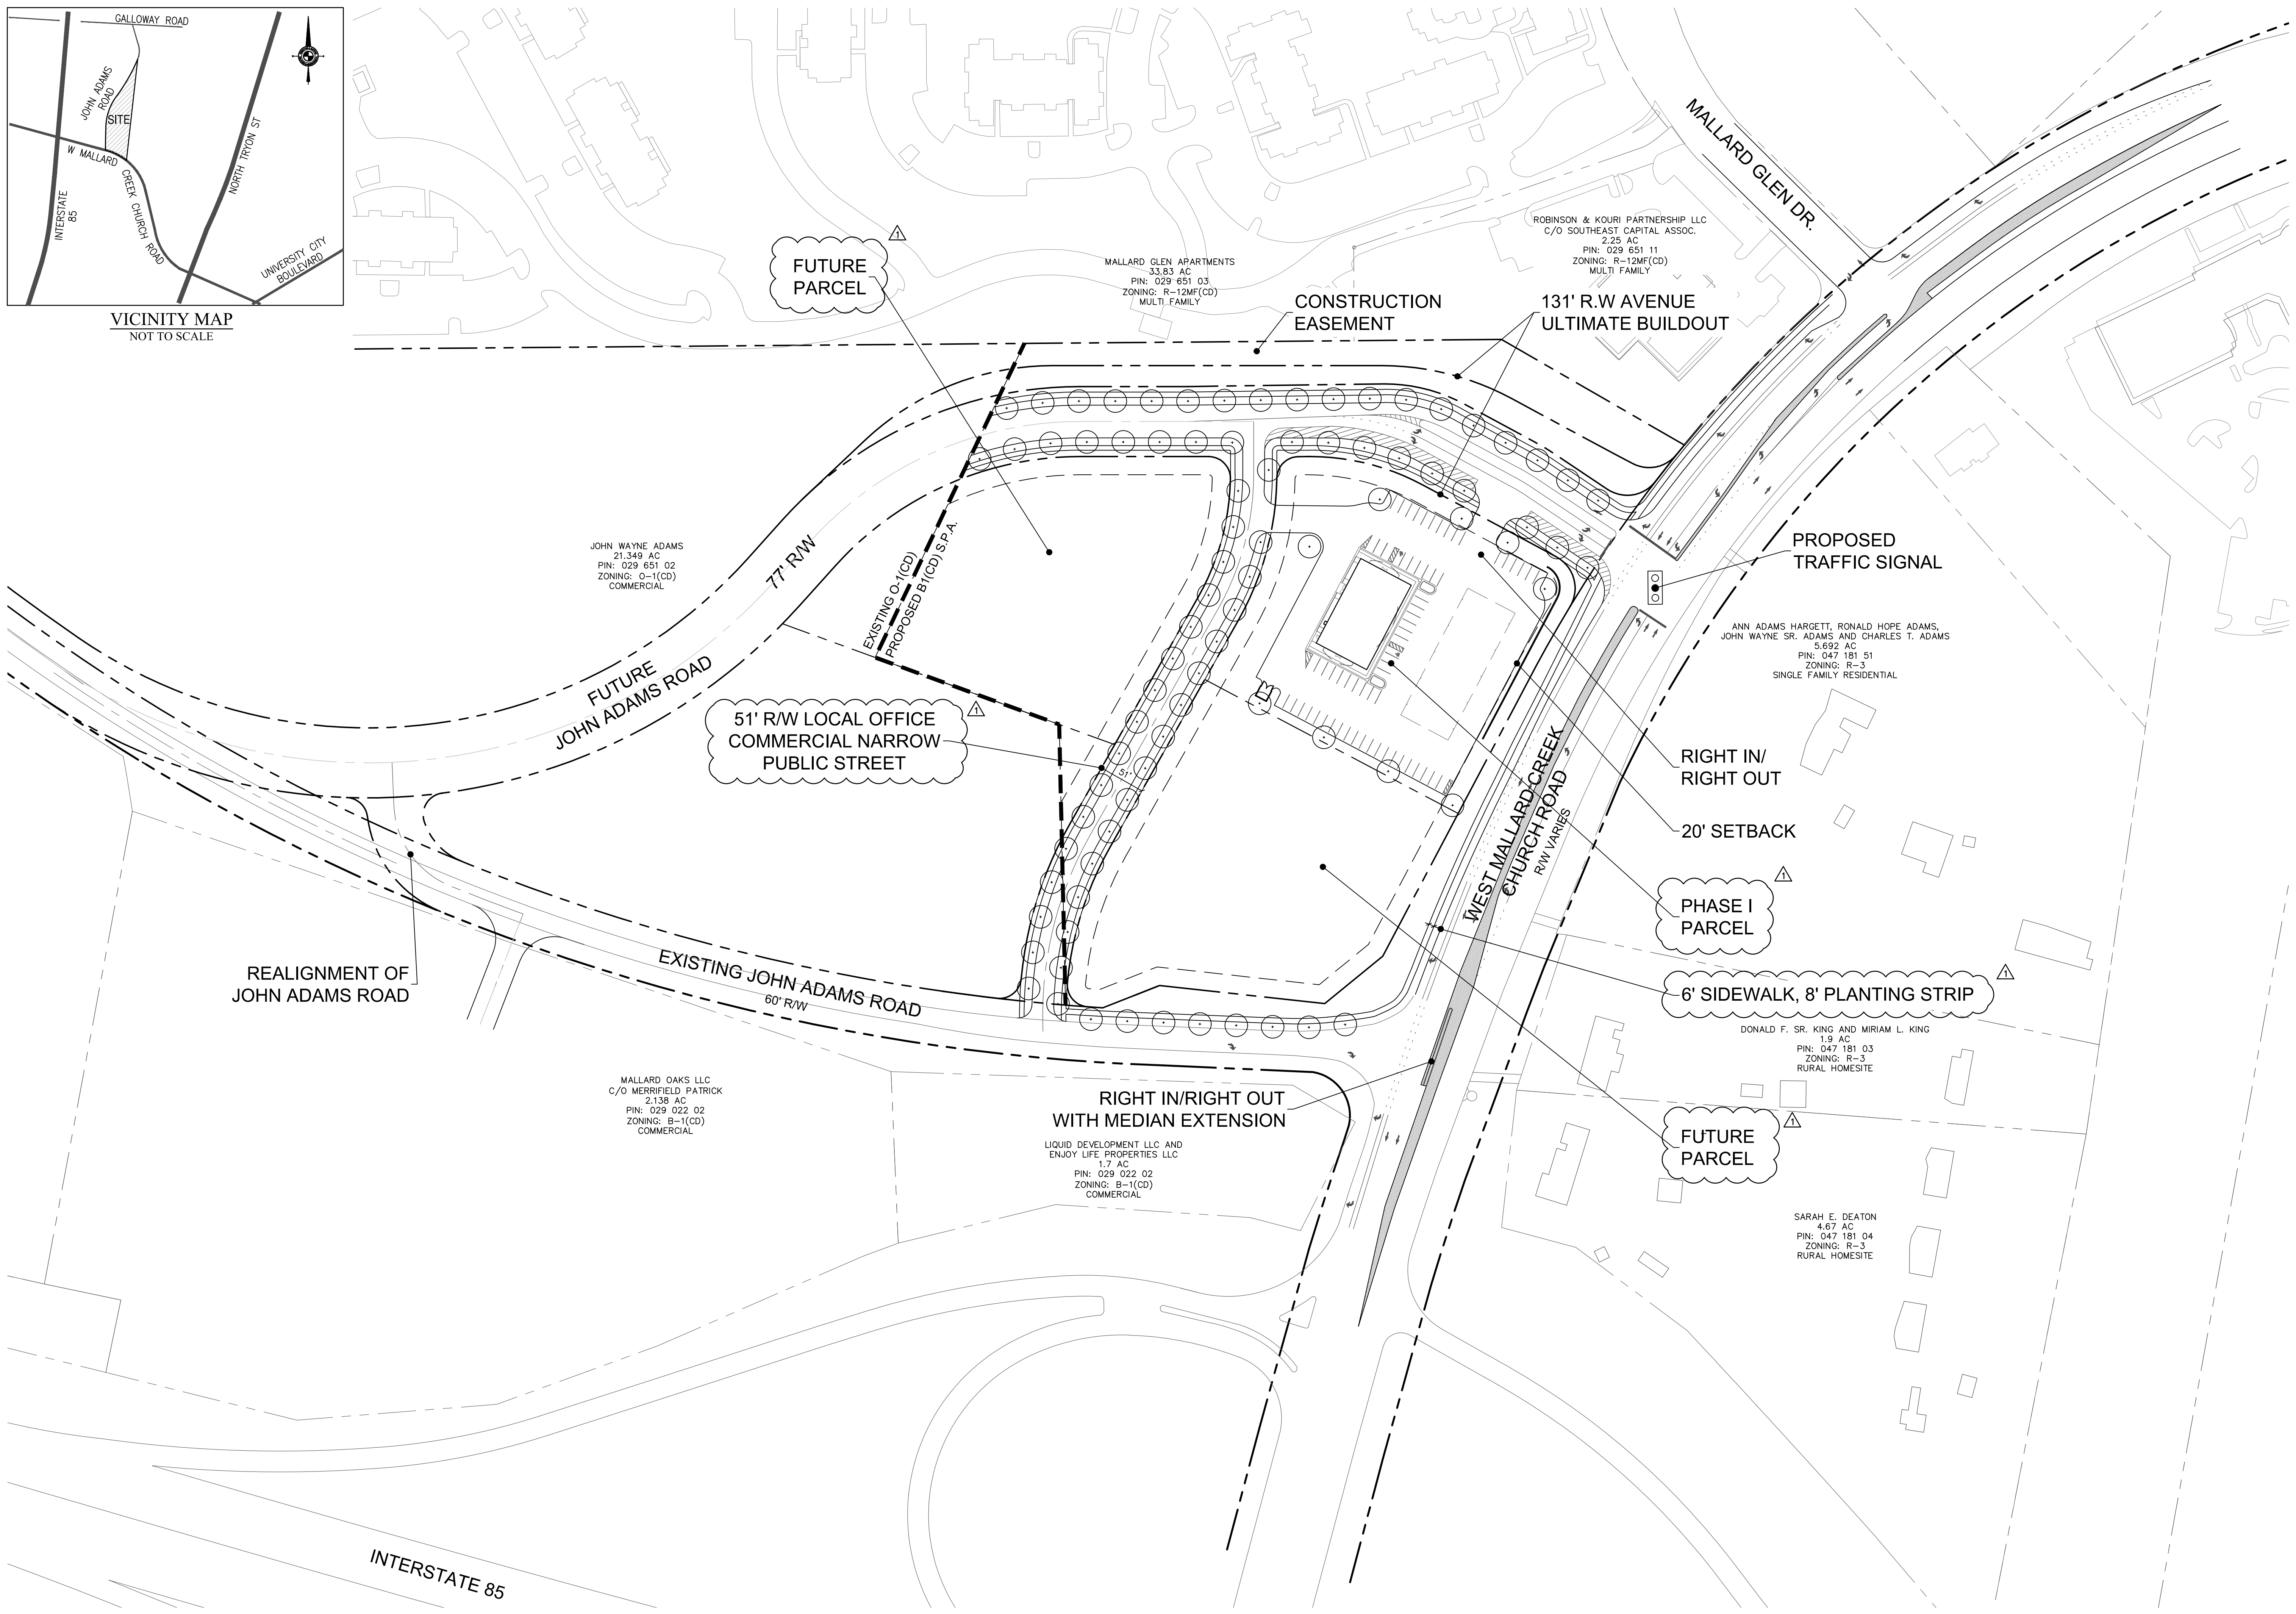 GALLOWAY ROAD
JOHN ADAMS
ROAD
SITE
W MALLARD
CREEK CHURCH ROAD
NORTH TRYON ST
INTERSTATE
85
UNIVERSITY CITY
BOULEVARD
VICINITY MAP
NOT TO SCALE
MALLARD GLEN DR.
FUTURE
PARCEL
1
MALLARD GLEN APARTMENTS
33.83 AC
PIN: 029 651 03
ZONING: R-12MF(CD)
MULTI FAMILY
ROBINSON & KOURI PARTNERSHIP LLC
C/O SOUTHEAST CAPITAL ASSOC.
2.25 AC
PIN: 029 651 11
ZONING: R-12MF(CD)
MULTI FAMILY
CONSTRUCTION
EASEMENT
131' R.W AVENUE
ULTIMATE BUILDOUT
JOHN WAYNE ADAMS
21.349 AC
PIN: 029 651 02
ZONING: O-1(CD)
COMMERCIAL
77' R/W
EXISTING O-1(CD)
PROPOSED B1(CD) S.P.A.
FUTURE
JOHN ADAMS ROAD
PROPOSED
TRAFFIC SIGNAL
ANN ADAMS HARGETT, RONALD HOPE ADAMS,
JOHN WAYNE SR. ADAMS AND CHARLES T. ADAMS
5.692 AC
PIN: 047 181 51
ZONING: R-3
SINGLE FAMILY RESIDENTIAL
51' R/W LOCAL OFFICE
COMMERCIAL NARROW
PUBLIC STREET
1
51'
WEST MALLARD CREEK
CHURCH ROAD
R/W VARIES
RIGHT IN/
RIGHT OUT
20' SETBACK
PHASE I
PARCEL
1
6' SIDEWALK, 8' PLANTING STRIP
1
REALIGNMENT OF
JOHN ADAMS ROAD
EXISTING JOHN ADAMS ROAD
60' R/W
DONALD F. SR. KING AND MIRIAM L. KING
1.9 AC
PIN: 047 181 03
ZONING: R-3
RURAL HOMESITE
MALLARD OAKS LLC
C/O MERRIFIELD PATRICK
2.138 AC
PIN: 029 022 02
ZONING: B-1(CD)
COMMERCIAL
RIGHT IN/RIGHT OUT
WITH MEDIAN EXTENSION
LIQUID DEVELOPMENT LLC AND
ENJOY LIFE PROPERTIES LLC
1.7 AC
PIN: 029 022 02
ZONING: B-1(CD)
COMMERCIAL
FUTURE
PARCEL
1
SARAH E. DEATON
4.67 AC
PIN: 047 181 04
ZONING: R-3
RURAL HOMESITE
INTERSTATE 85